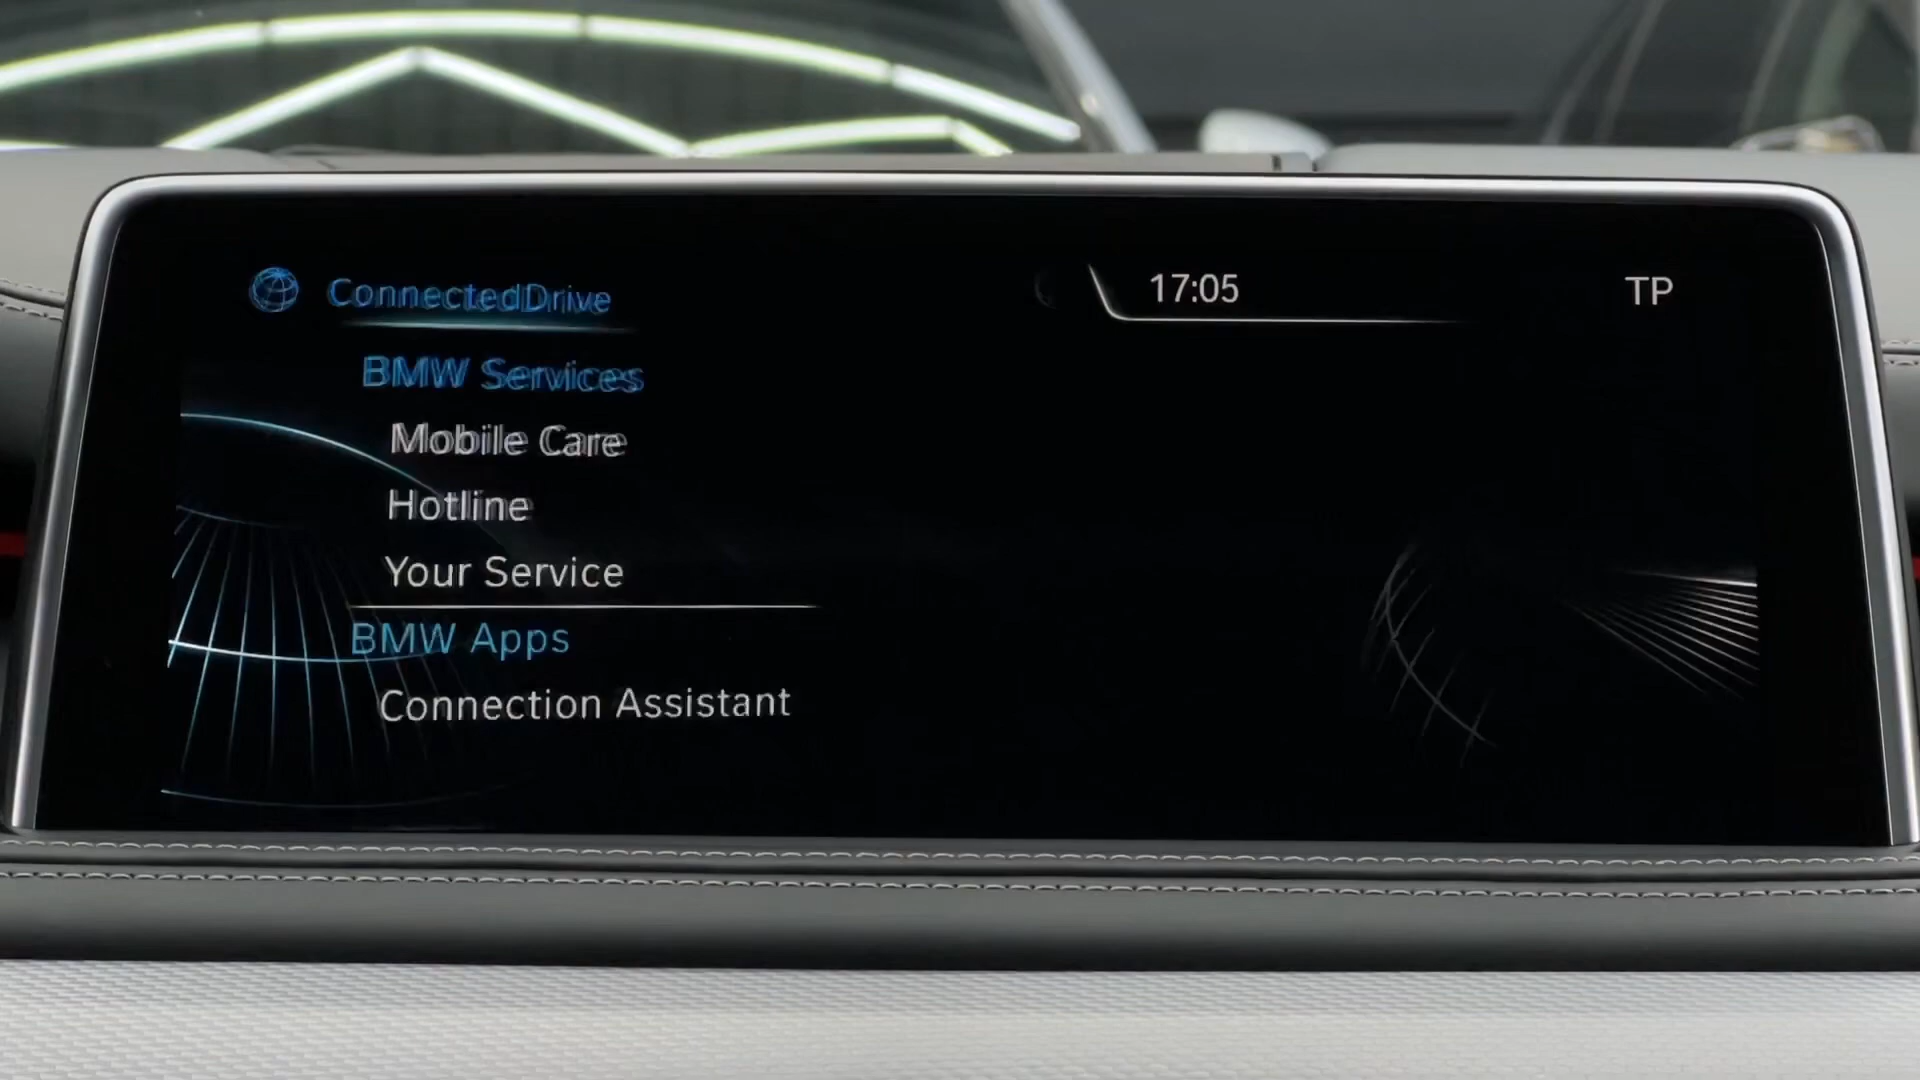 ConnectedDrive
17:05
TP
BMW Services
Mobile Care
Hotline
Your Service
BMW Apps
Connection Assistant